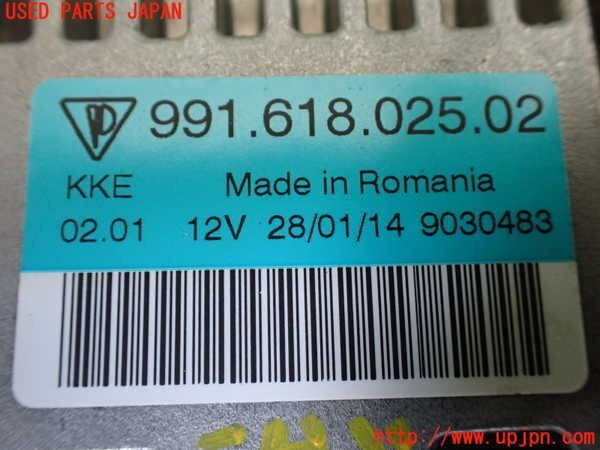 USED PARTS JAPAN
991.618.025.02
KKE Made in Romania
02.01 12V 28/01/14 9030483
http://www.upjpn.com/